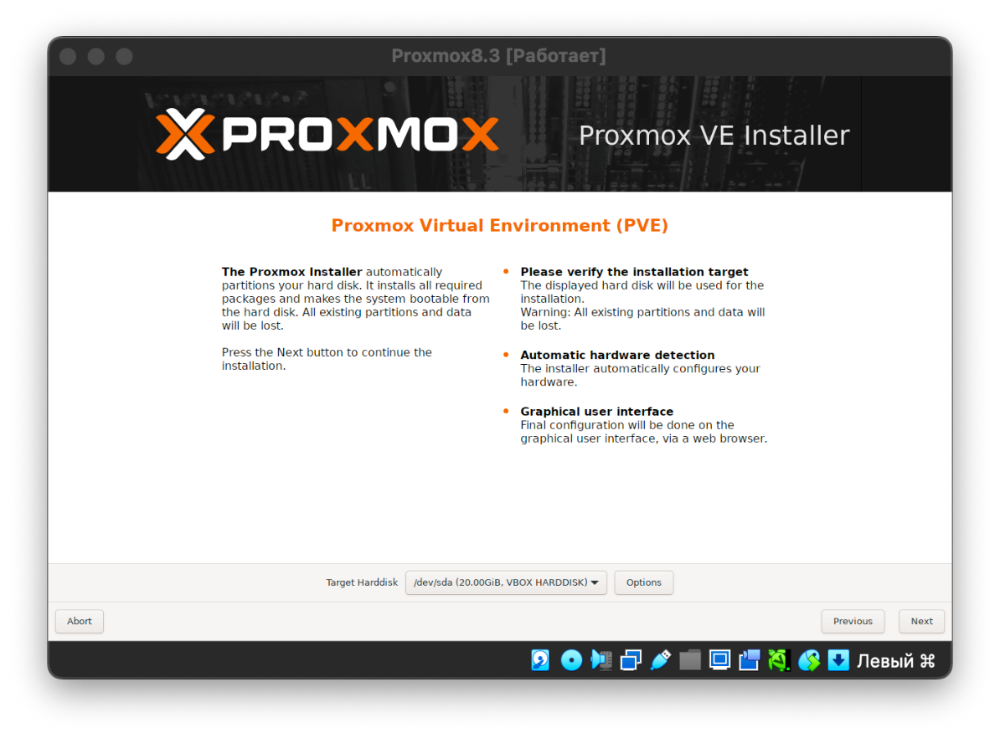 Proxmox8.3 [Работает]
PROXMOX
Proxmox VE Installer
Proxmox Virtual Environment (PVE)
The Proxmox Installer automatically
partitions your hard disk. It installs all required
packages and makes the system bootable from
the hard disk. All existing partitions and data
will be lost.
Press the Next button to continue the
installation.
Please verify the installation target
The displayed hard disk will be used for the
installation.
Warning: All existing partitions and data will
be lost.
Automatic hardware detection
The installer automatically configures your
hardware.
Graphical user interface
Final configuration will be done on the
graphical user interface, via a web browser.
Target Harddisk
/dev/sda (20.00GiB, VBOX HARDDISK)
Options
Abort
Previous
Next
Левый ⌘